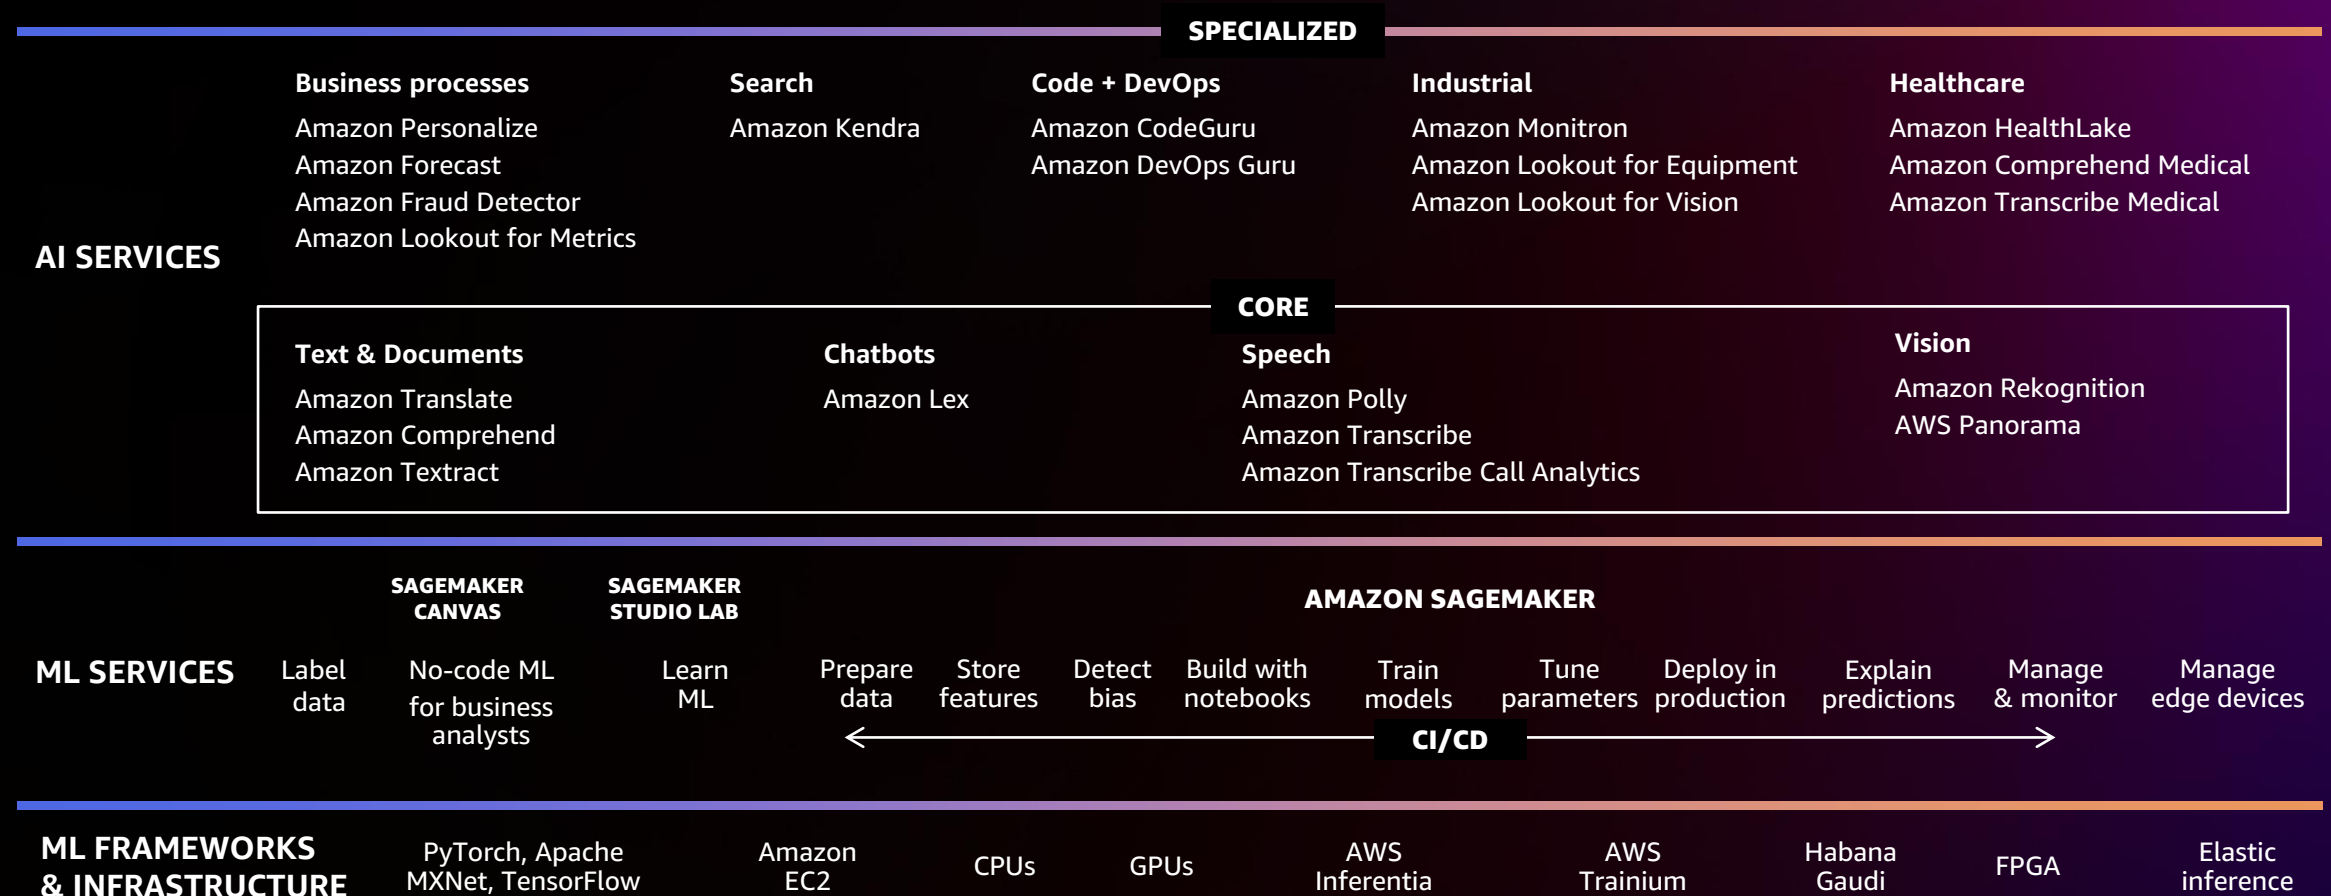 SPECIALIZED
Business processes
Amazon Personalize
Amazon Forecast
Amazon Fraud Detector
Amazon Lookout for Metrics
Search
Amazon Kendra
Code + DevOps
Amazon CodeGuru
Amazon DevOps Guru
Industrial
Amazon Monitron
Amazon Lookout for Equipment
Amazon Lookout for Vision
Healthcare
Amazon HealthLake
Amazon Comprehend Medical
Amazon Transcribe Medical
AI SERVICES
CORE
Text & Documents
Amazon Translate
Amazon Comprehend
Amazon Textract
Chatbots
Amazon Lex
Speech
Amazon Polly
Amazon Transcribe
Amazon Transcribe Call Analytics
Vision
Amazon Rekognition
AWS Panorama
ML SERVICES
Label
data
SAGEMAKER
CANVAS
No-code ML
for business
analysts
SAGEMAKER
STUDIO LAB
Learn
ML
AMAZON SAGEMAKER
Prepare
data
Store
features
Detect
bias
Build with
notebooks
Train
models
Tune
parameters
Deploy in
production
Explain
predictions
Manage
& monitor
Manage
edge devices
CI/CD
ML FRAMEWORKS
& INFRASTRUCTURE
PyTorch, Apache
MXNet, TensorFlow
Amazon
EC2
CPUs
GPUs
AWS
Inferentia
AWS
Trainium
Habana
Gaudi
FPGA
Elastic
inference